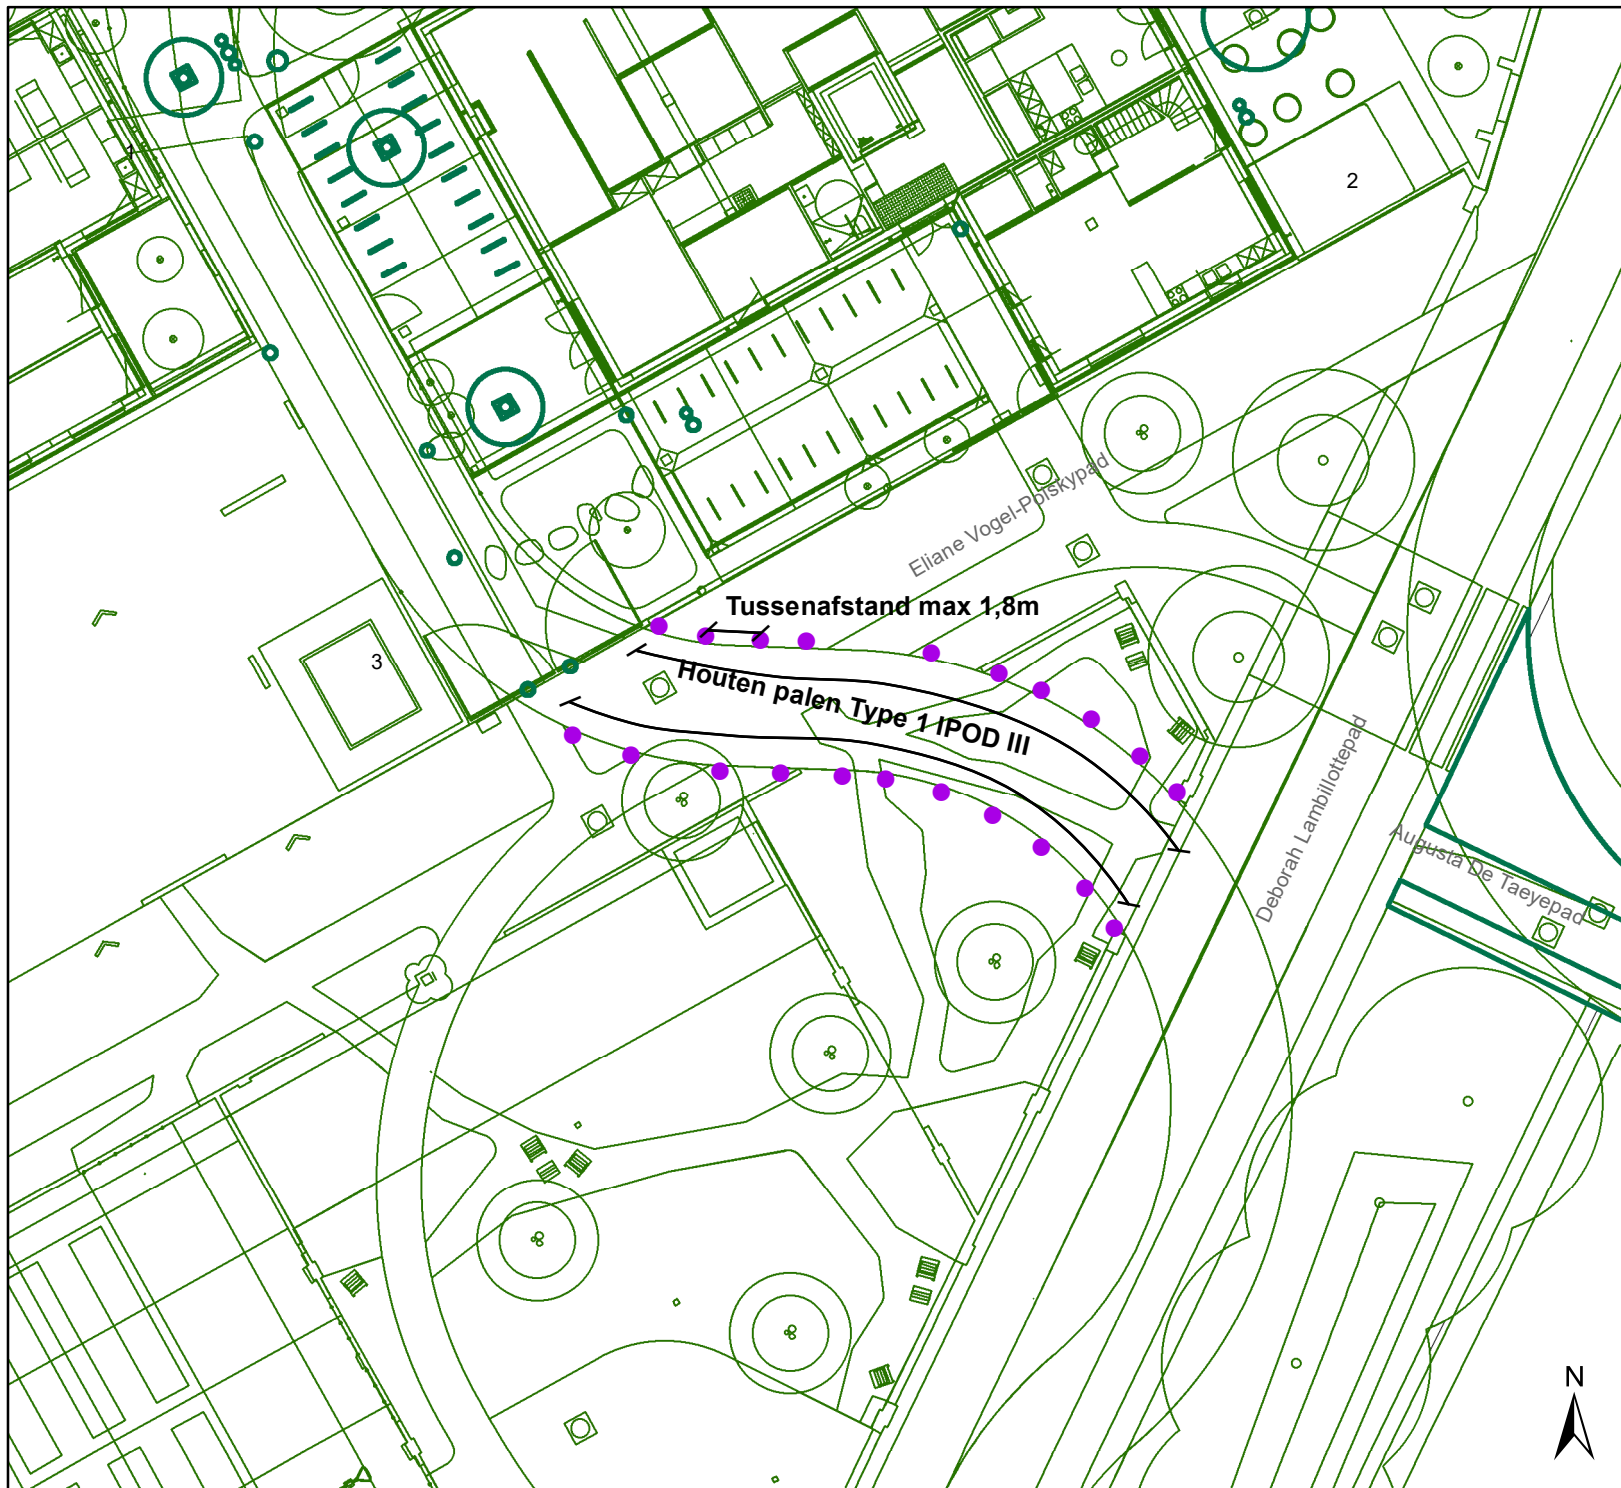 1
2
Eliane Vogel-Polskypad
Tussenafstand max 1,8m
3
Houten palen Type 1 IPOD III
Deborah Lambillottepad
Augusta De Taeyepad
N